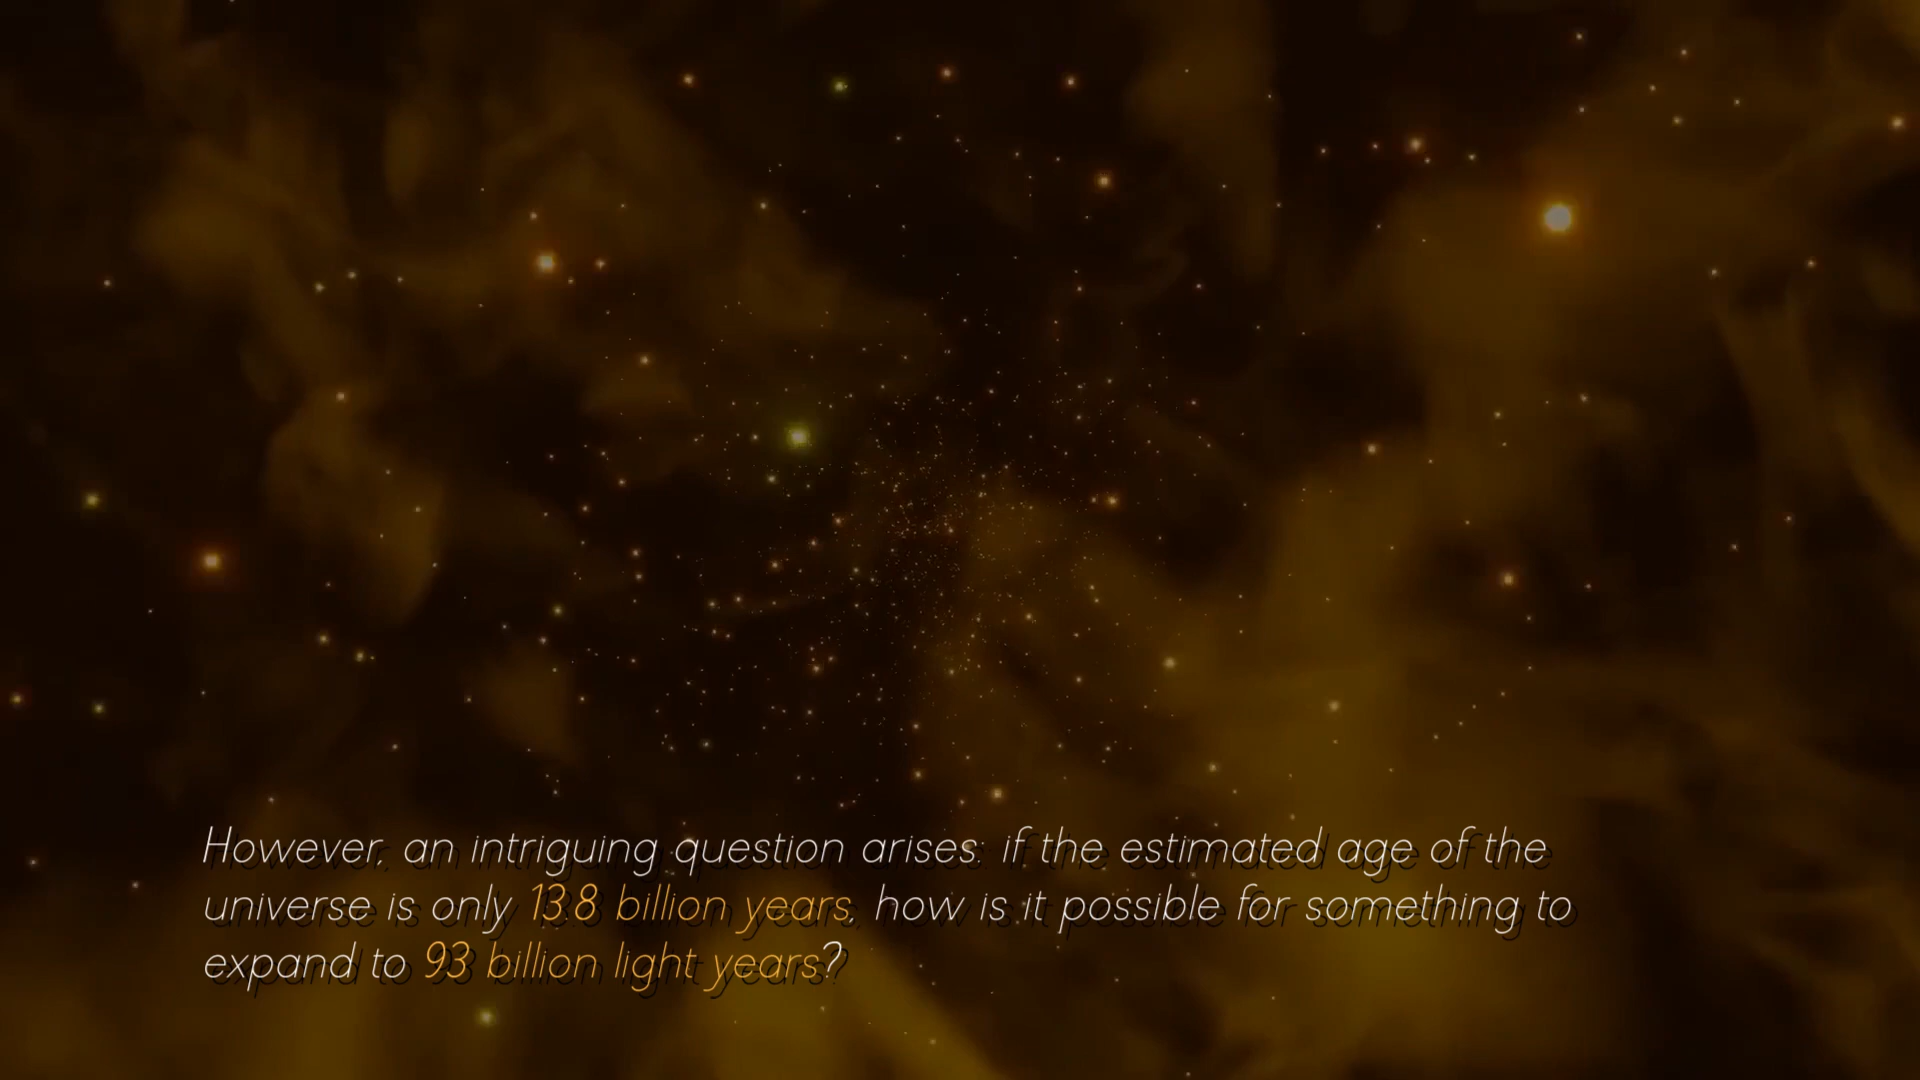 However, an intriguing question arises: if the estimated age of the
universe is only 13.8 billion years, how is it possible for something to
expand to 93 billion light years?